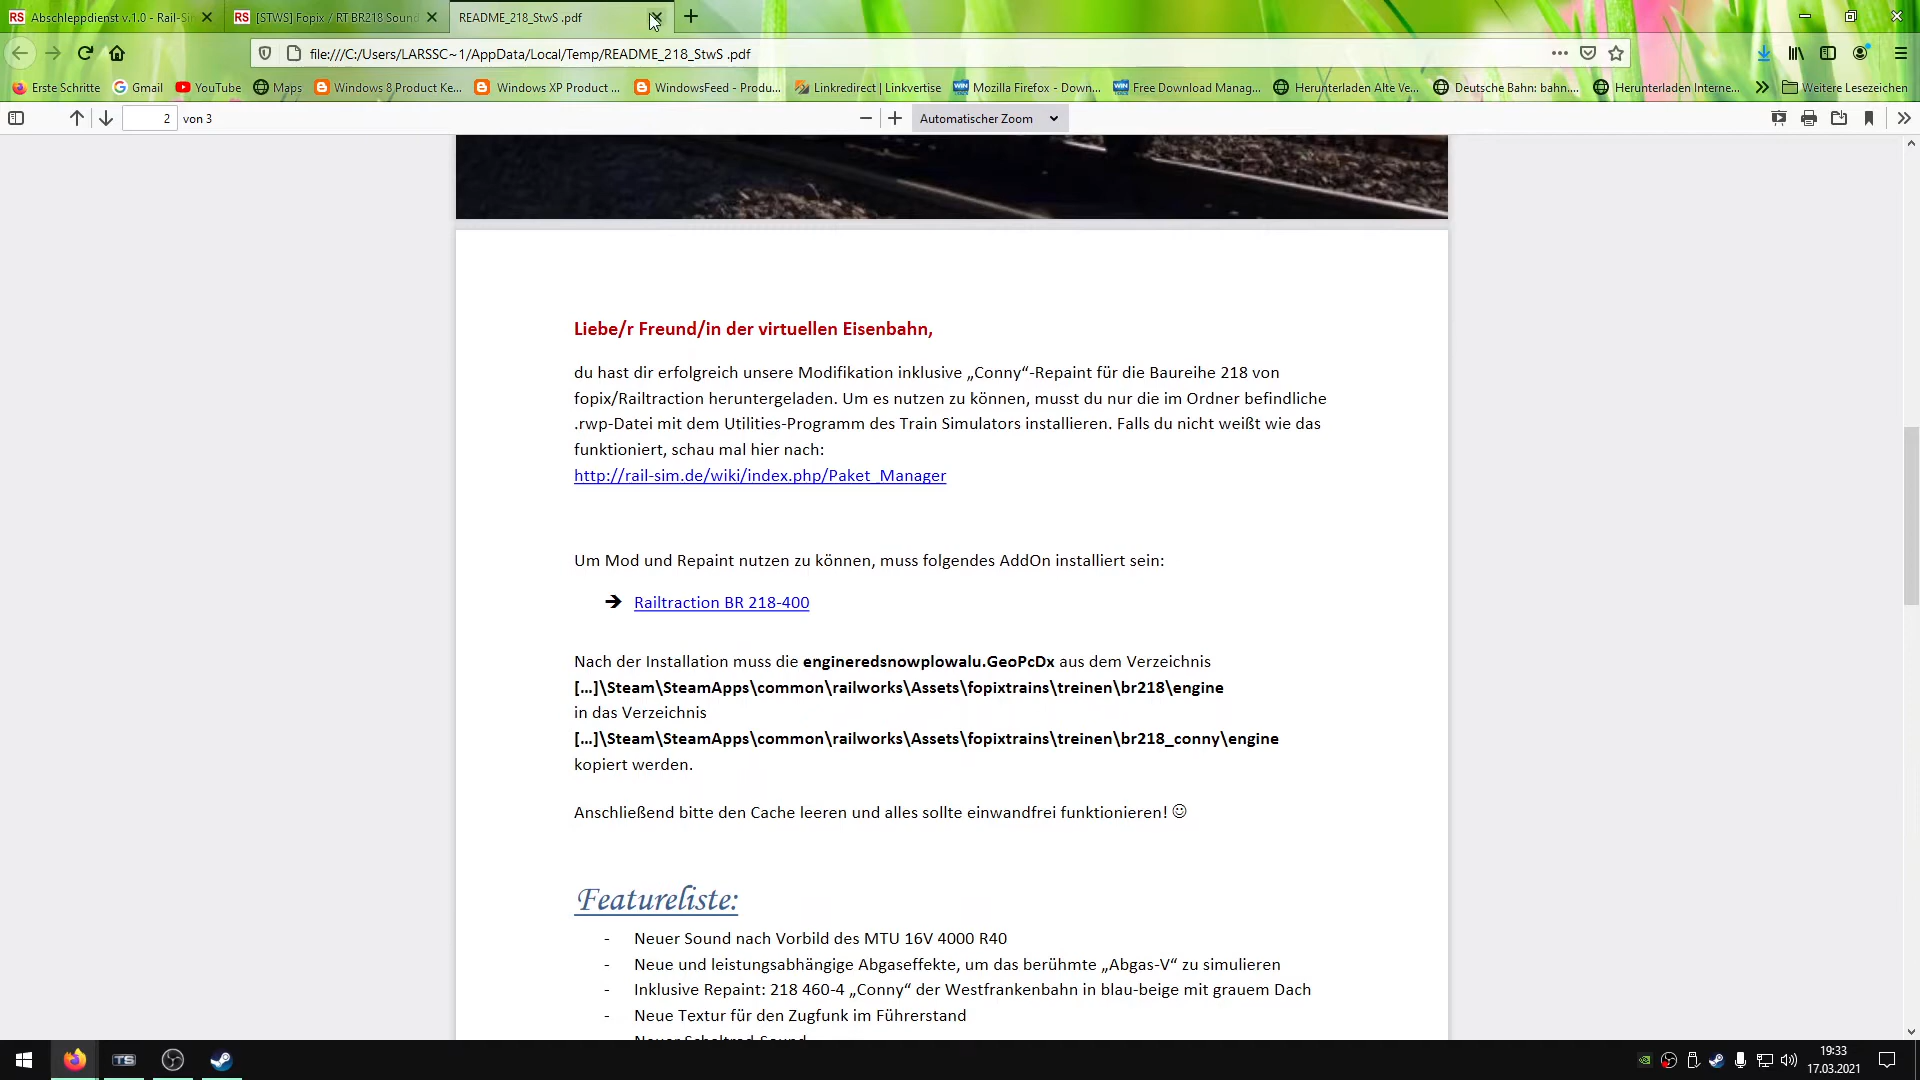 Abschleppdienst v.1.0 - Rail-Si
[STWS] Fopix / RT BR218 Sound
README_218_StwS .pdf
file:///C:/Users/LARSSC~1/AppData/Local/Temp/README_218_StwS .pdf
Erste Schritte
Gmail
YouTube
Maps
Windows 8 Product Ke...
Windows XP Product ...
WindowsFeed - Produ...
Linkredirect | Linkvertise
Mozilla Firefox - Down...
Free Download Manag...
Herunterladen Alte Ve...
Deutsche Bahn: bahn....
Herunterladen Interne...
Weitere Lesezeichen
2 von 3
Automatischer Zoom
Liebe/r Freund/in der virtuellen Eisenbahn,
du hast dir erfolgreich unsere Modifikation inklusive „Conny“-Repaint für die Baureihe 218 von
fopix/Railtraction heruntergeladen. Um es nutzen zu können, musst du nur die im Ordner befindliche
.rwp-Datei mit dem Utilities-Programm des Train Simulators installieren. Falls du nicht weißt wie das
funktioniert, schau mal hier nach:
http://rail-sim.de/wiki/index.php/Paket_Manager
Um Mod und Repaint nutzen zu können, muss folgendes AddOn installiert sein:
➔ Railtraction BR 218-400
Nach der Installation muss die engineredsnowplowalu.GeoPcDx aus dem Verzeichnis
[...]\Steam\SteamApps\common\railworks\Assets\fopixtrains\treinen\br218\engine
in das Verzeichnis
[...]\Steam\SteamApps\common\railworks\Assets\fopixtrains\treinen\br218_conny\engine
kopiert werden.
Anschließend bitte den Cache leeren und alles sollte einwandfrei funktionieren! ☺
Featureliste:
- Neuer Sound nach Vorbild des MTU 16V 4000 R40
- Neue und leistungsabhängige Abgaseffekte, um das berühmte „Abgas-V“ zu simulieren
- Inklusive Repaint: 218 460-4 „Conny“ der Westfrankenbahn in blau-beige mit grauem Dach
- Neue Textur für den Zugfunk im Führerstand
TS
19:33
17.03.2021